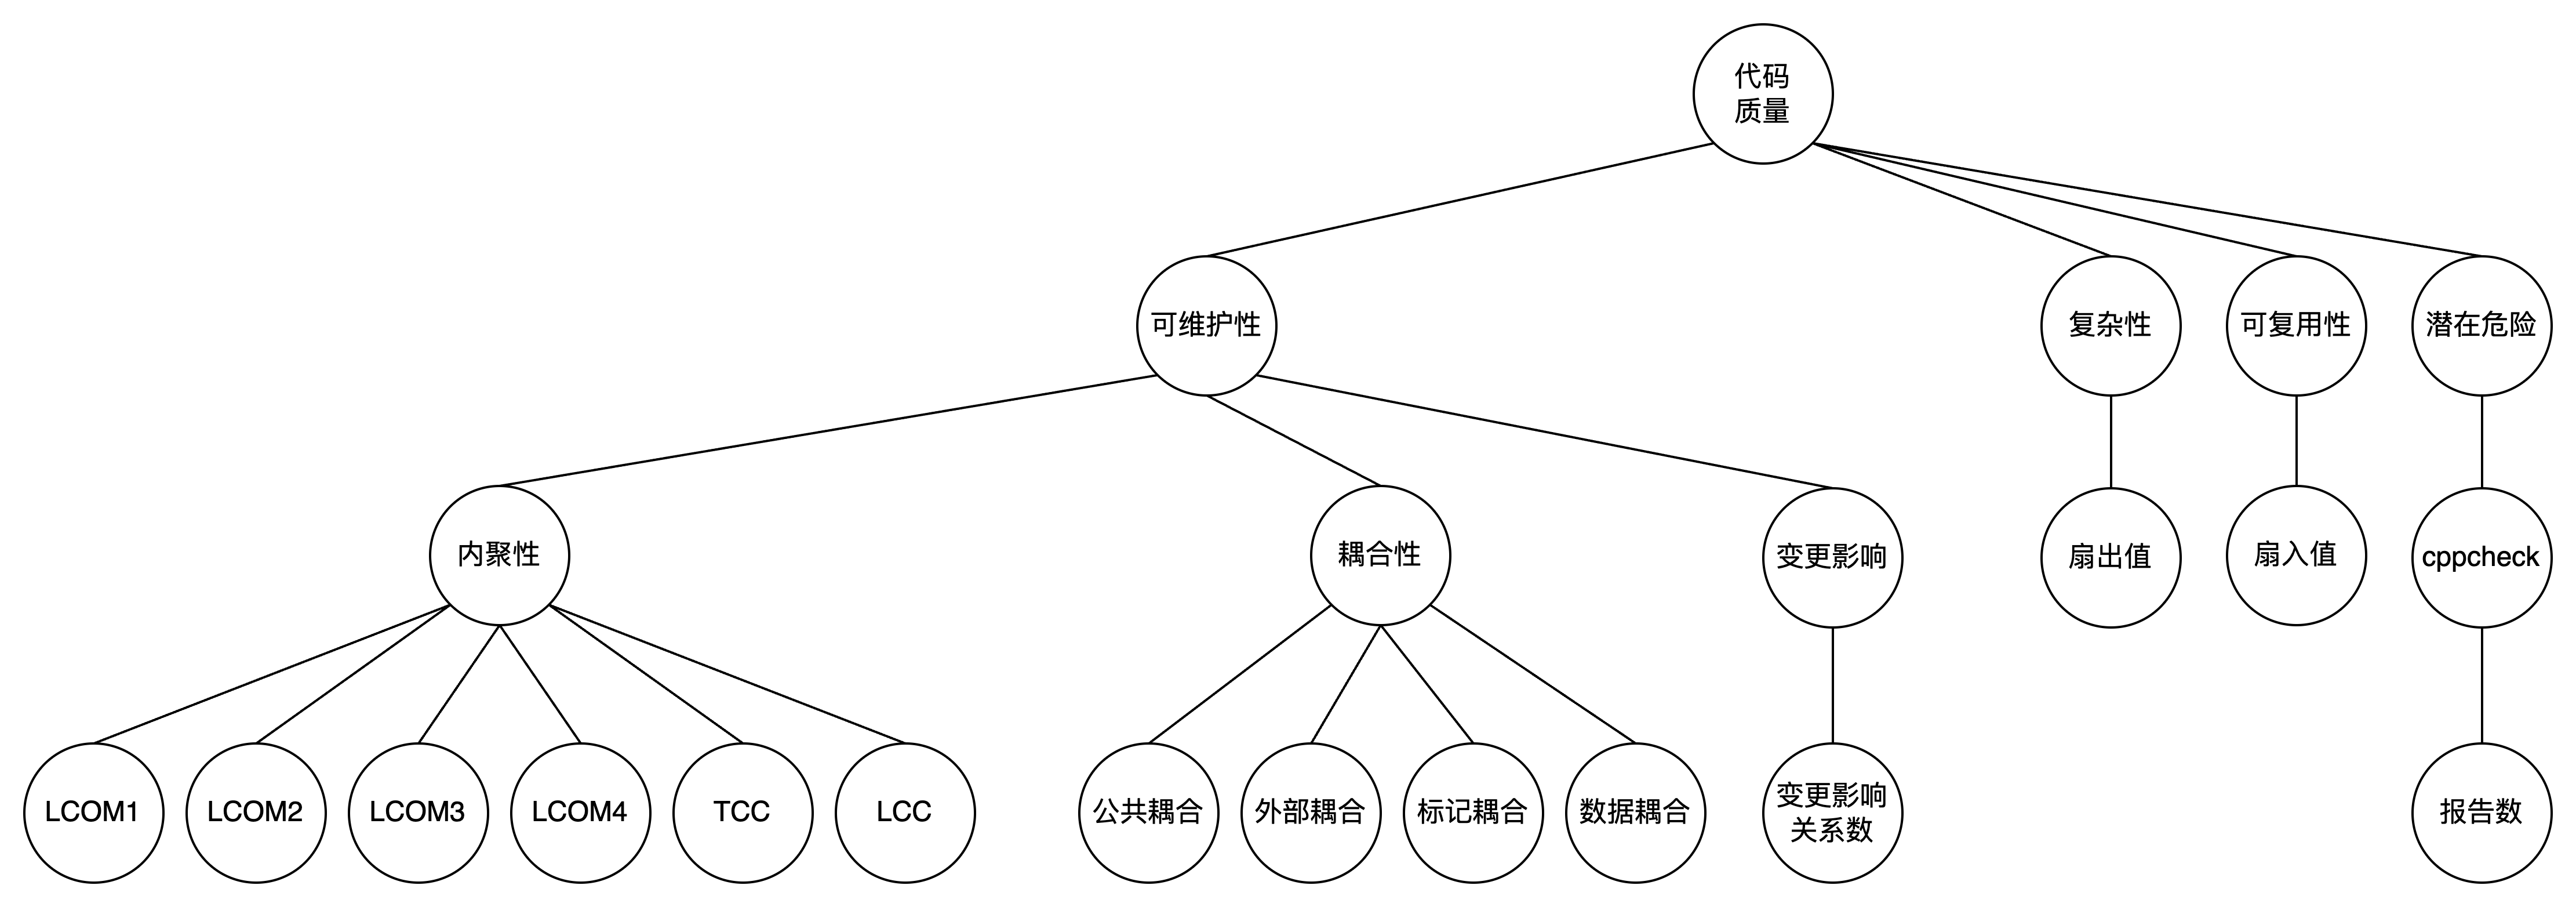 代码
质量
可维护性
复杂性
可复用性
潜在危险
内聚性
耦合性
变更影响
扇出值
扇入值
cppcheck
LCOM1
LCOM2
LCOM3
LCOM4
TCC
LCC
公共耦合
外部耦合
标记耦合
数据耦合
变更影响
关系数
报告数